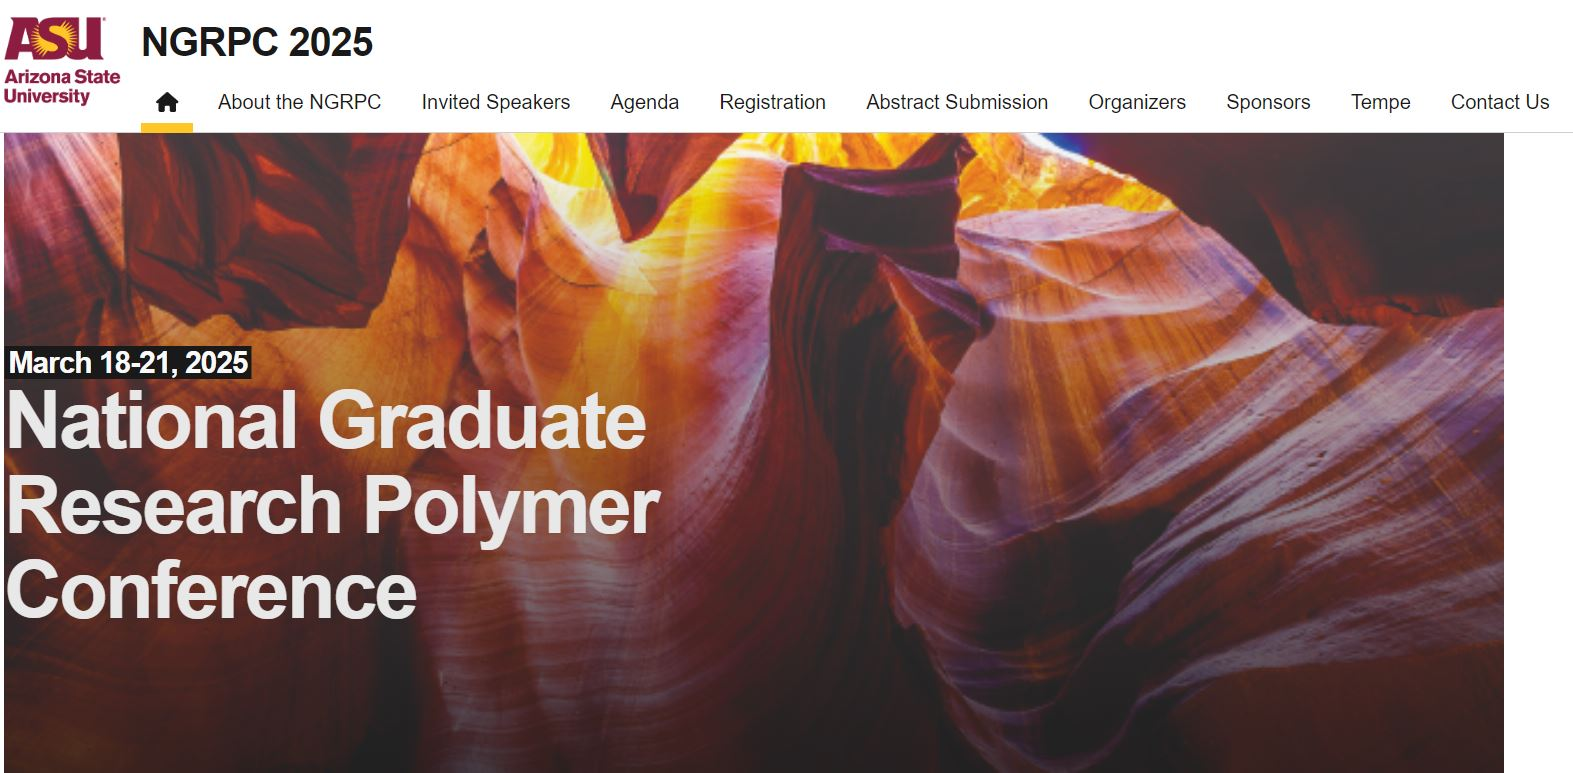 ASU
Arizona State
University
NGRPC 2025
About the NGRPC Invited Speakers Agenda Registration Abstract Submission Organizers Sponsors Tempe Contact Us
March 18-21, 2025
National Graduate
Research Polymer
Conference